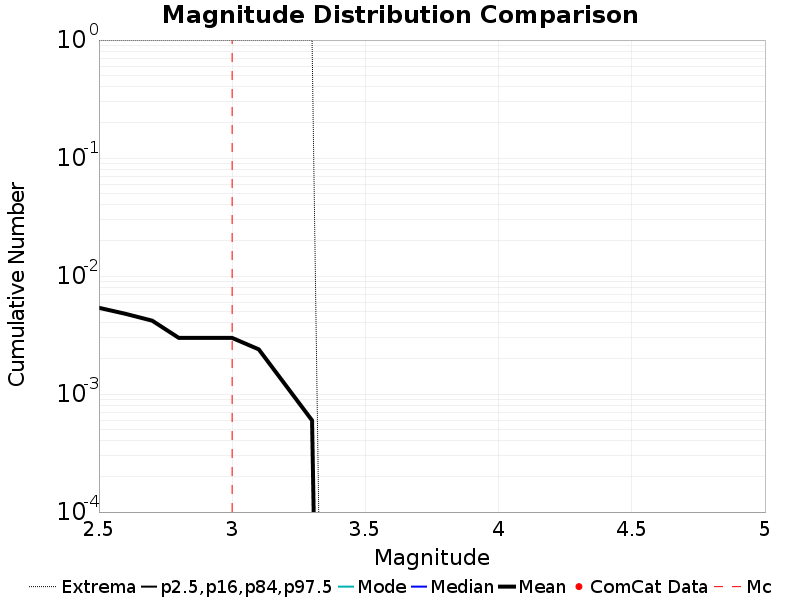 Magnitude Distribution Comparison
Cumulative Number
10^0
10^-1
10^-2
10^-3
10^-4
2.5 3 3.5 4 4.5 5
Magnitude
Extrema p2.5,p16,p84,p97.5 Mode Median Mean ComCat Data Mc